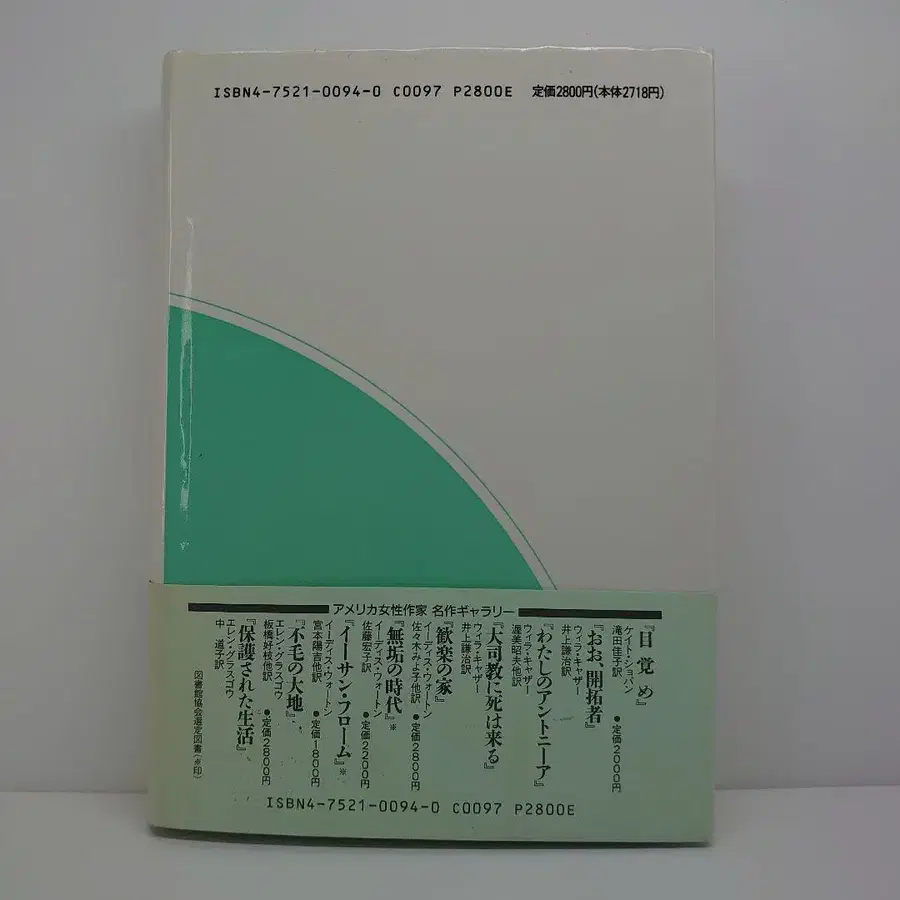 ISBN4-7521-0094-0 C0097 P2800E 定価2800円(本体2718円)
アメリカ女性作家 名作ギャラリー
『目覚め』
ケイト・ショパン
滝田佳子訳 ●定価2000円
『おお、開拓者』
ウィラ・キャザー
井上謙治訳
『わたしのアントニーア』
ウィラ・キャザー
渥美昭夫他訳
『大司教に死は来る』
ウィラ・キャザー
井上謙治訳
『歓楽の家』
イーディス・ウォートン
佐々木みよ子他訳 ●定価2800円
『無垢の時代』※
イーディス・ウォートン
佐藤宏子訳 ●定価2200円
『イーサン・フローム』※
イーディス・ウォートン
宮本陽吉他訳 ●定価1800円
『不毛の大地』
エレン・グラスゴウ
板橋好枝他訳 ●定価2800円
『保護された生活』
エレン・グラスゴウ
中 道子訳
図書館協会選定図書(※印)
ISBN4-7521-0094-0 C0097 P2800E